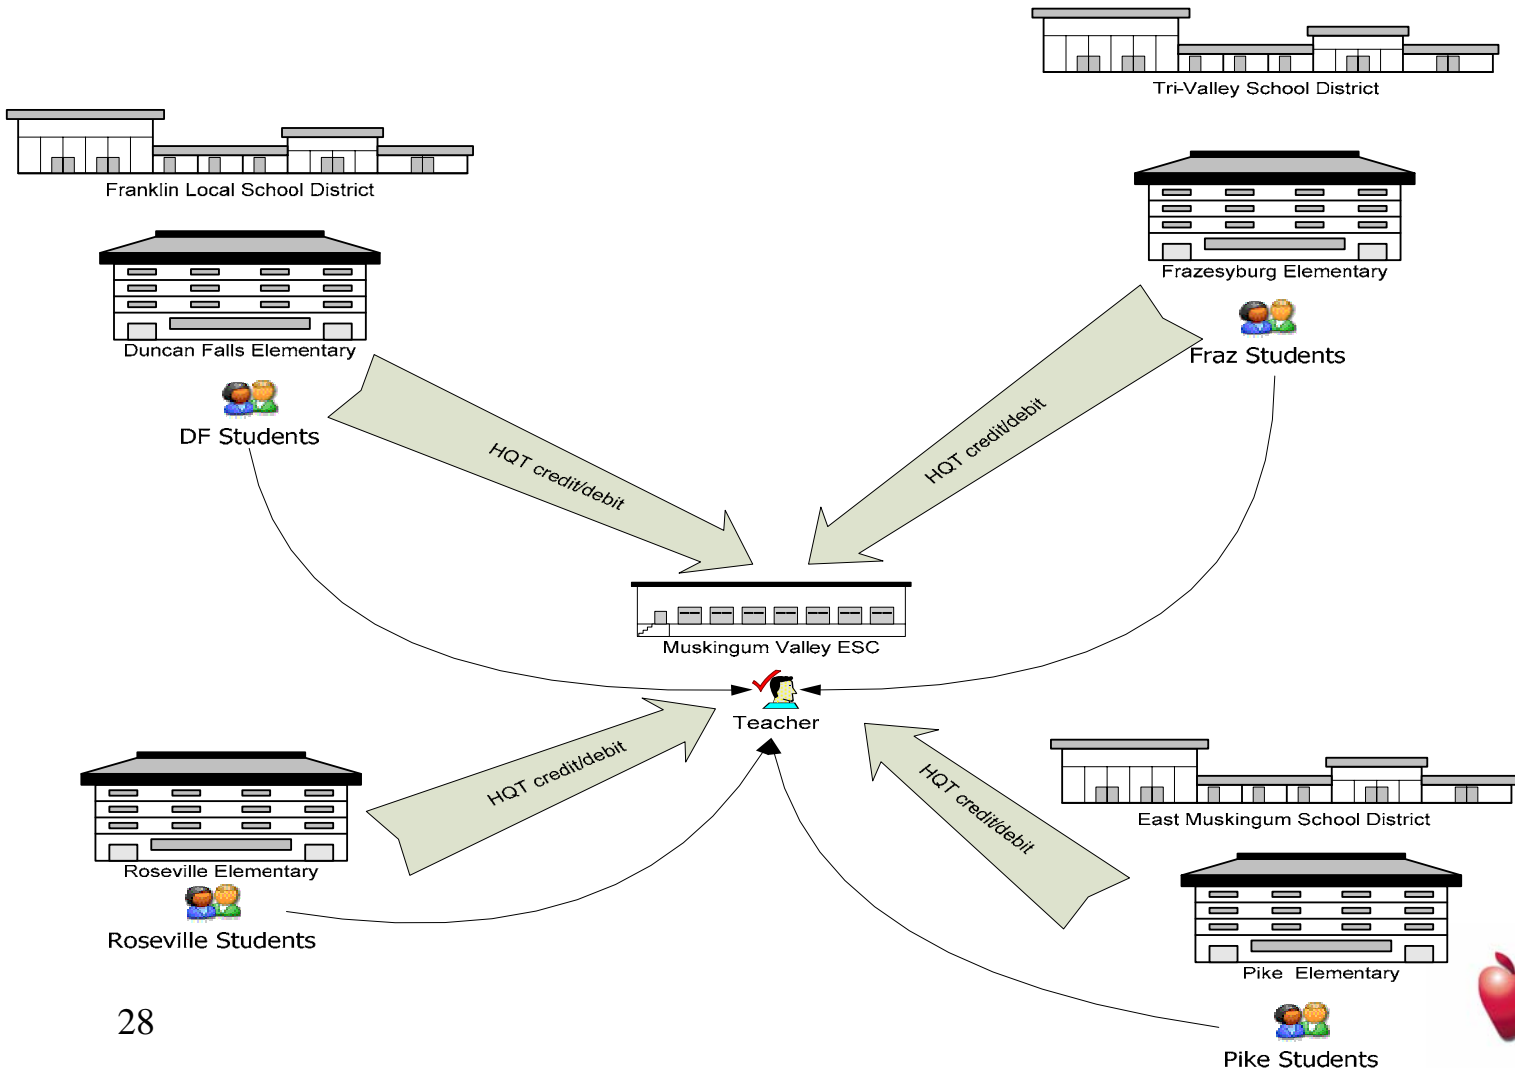 Tri-Valley School District
Franklin Local School District
Frazesyburg Elementary
Duncan Falls Elementary
Fraz Students
DF Students
HQT credit/debit
HQT credit/debit
Muskingum Valley ESC
Teacher
HQT credit/debit
HQT credit/debit
East Muskingum School District
Roseville Elementary
Roseville Students
Pike Elementary
28
Pike Students